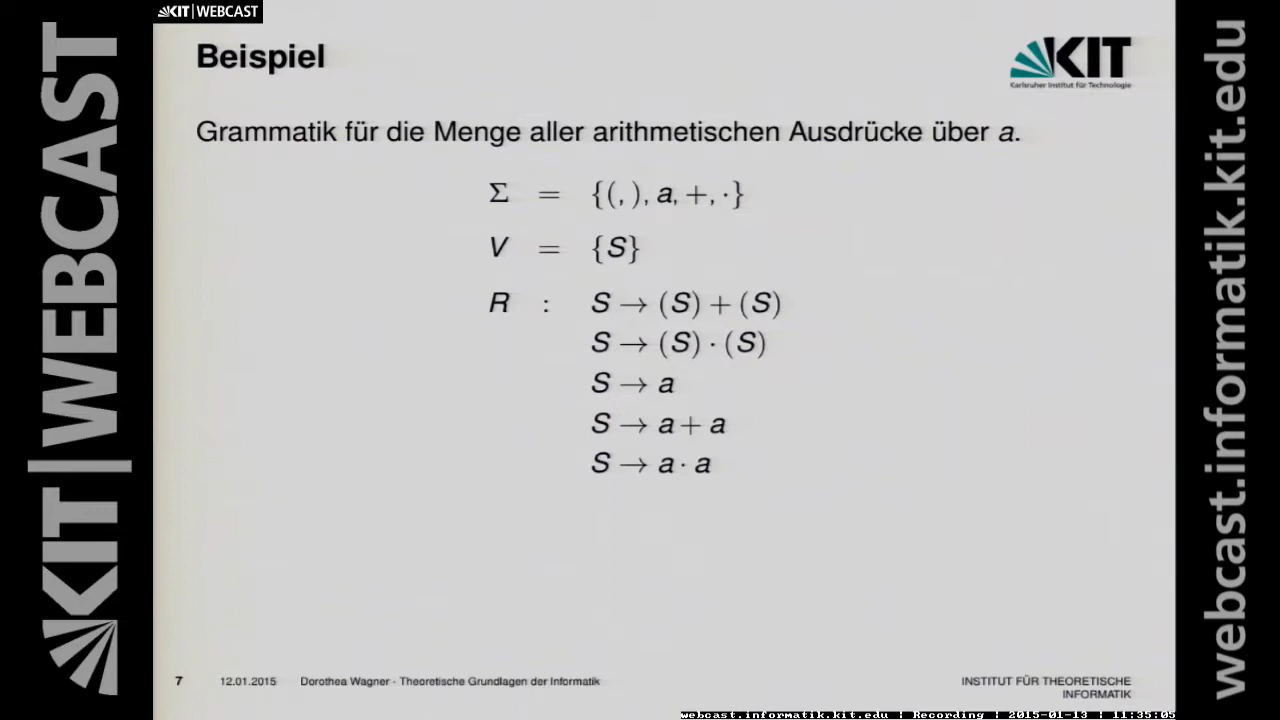 KIT | WEBCAST
KIT | WEBCAST
Beispiel
KIT
Karlsruher Institut für Technologie
Grammatik für die Menge aller arithmetischen Ausdrücke über a.
Σ = {(, ), a, +, ·}
V = {S}
R : S → (S) + (S)
S → (S) · (S)
S → a
S → a + a
S → a · a
7 12.01.2015 Dorothea Wagner - Theoretische Grundlagen der Informatik
INSTITUT FÜR THEORETISCHE
INFORMATIK
webcast.informatik.kit.edu | Recording | 2015-01-13 | 11:35:05
webcast.informatik.kit.edu